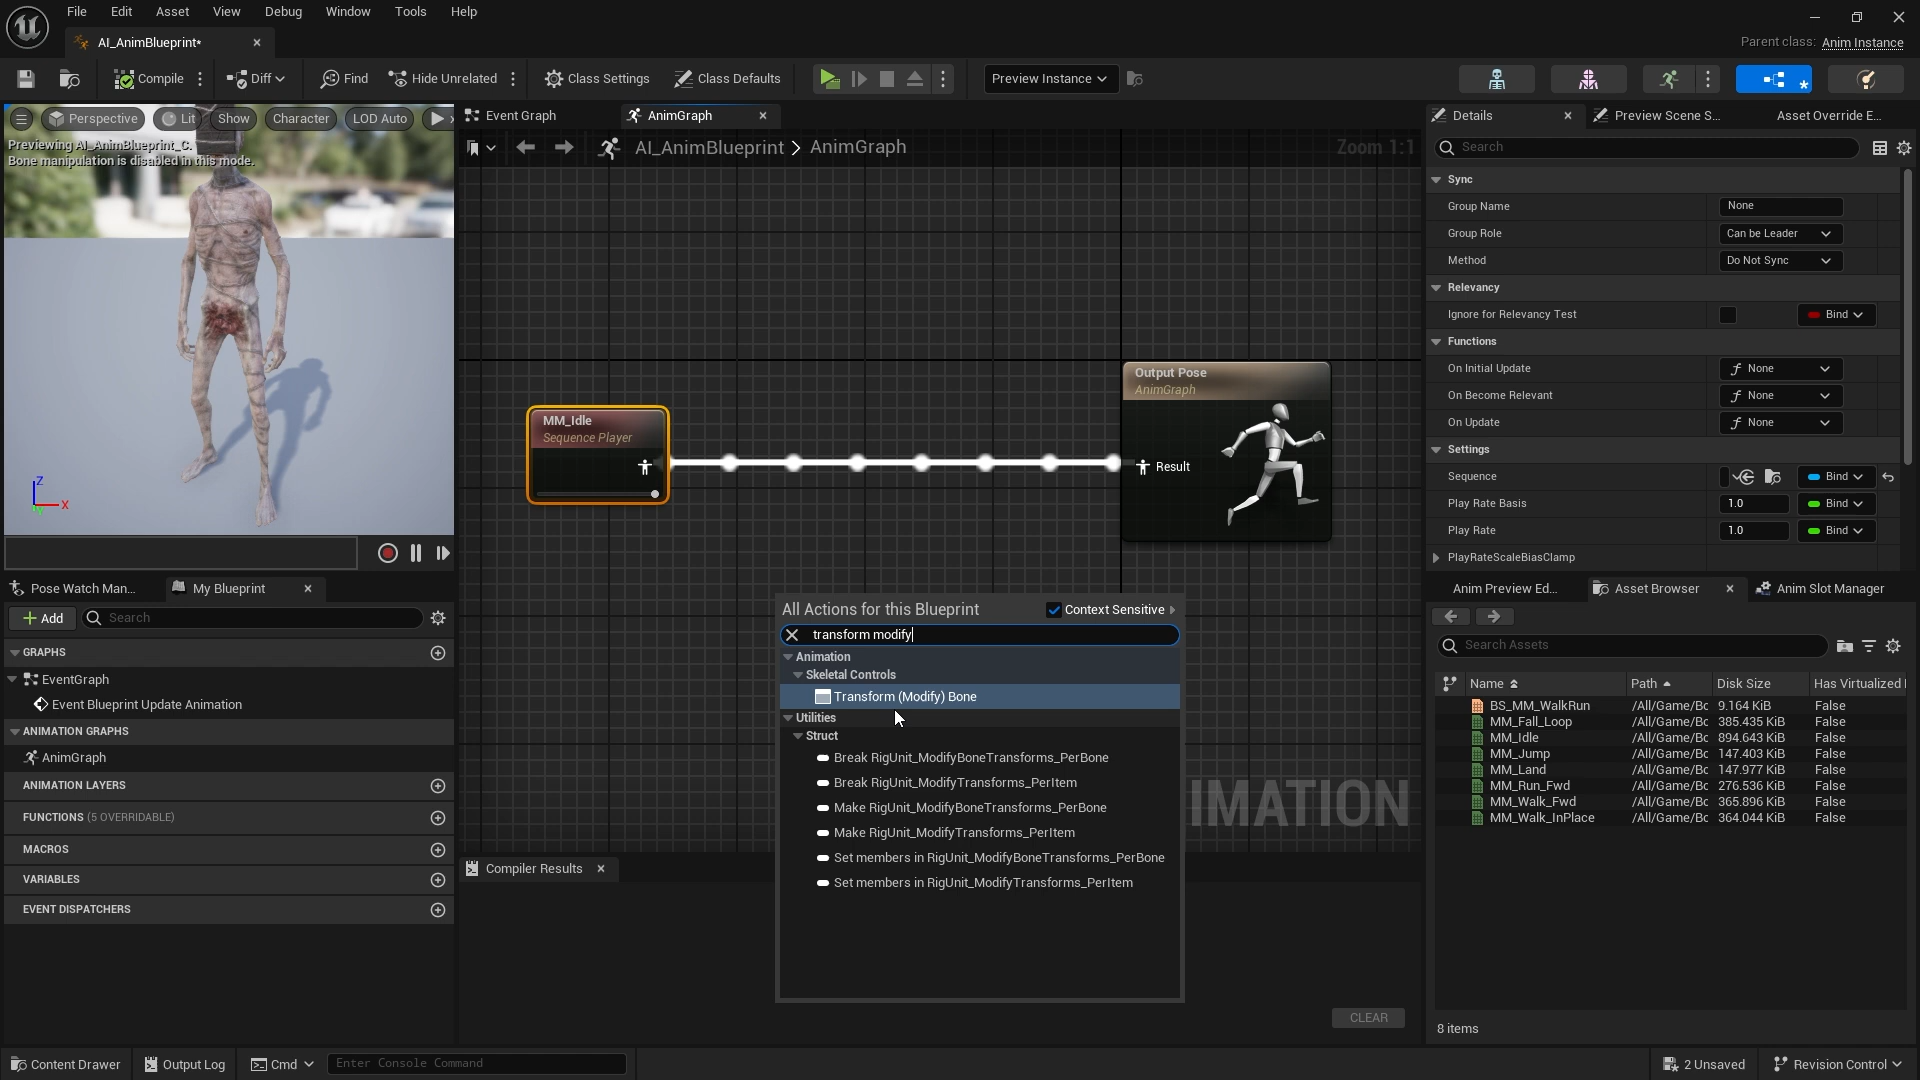 File Edit Asset View Debug Window Tools Help
AI_AnimBlueprint*
Parent class: Anim Instance
Compile Diff Find Hide Unrelated Class Settings Class Defaults Preview Instance
Perspective Lit Show Character LOD Auto
Previewing AI_AnimBlueprint_C.
Bone manipulation is disabled in this mode.
Z
X
Pose Watch Man... My Blueprint
Add Search
GRAPHS
EventGraph
Event Blueprint Update Animation
ANIMATION GRAPHS
AnimGraph
ANIMATION LAYERS
FUNCTIONS (5 OVERRIDABLE)
MACROS
VARIABLES
EVENT DISPATCHERS
Event Graph AnimGraph
AI_AnimBlueprint > AnimGraph
Zoom 1:1
MM_Idle
Sequence Player
Output Pose
AnimGraph
Result
IMATION
All Actions for this Blueprint Context Sensitive
transform modify
Animation
Skeletal Controls
Transform (Modify) Bone
Utilities
Struct
Break RigUnit_ModifyBoneTransforms_PerBone
Break RigUnit_ModifyTransforms_PerItem
Make RigUnit_ModifyBoneTransforms_PerBone
Make RigUnit_ModifyTransforms_PerItem
Set members in RigUnit_ModifyBoneTransforms_PerBone
Set members in RigUnit_ModifyTransforms_PerItem
Compiler Results
CLEAR
Details Preview Scene S... Asset Override E...
Search
Sync
Group Name None
Group Role Can be Leader
Method Do Not Sync
Relevancy
Ignore for Relevancy Test Bind
Functions
On Initial Update None
On Become Relevant None
On Update None
Settings
Sequence Bind
Play Rate Basis 1.0 Bind
Play Rate 1.0 Bind
PlayRateScaleBiasClamp
Anim Preview Ed... Asset Browser Anim Slot Manager
Search Assets
Name Path Disk Size Has Virtualized
BS_MM_WalkRun /All/Game/Bc 9.164 KiB False
MM_Fall_Loop /All/Game/Bc 385.435 KiB False
MM_Idle /All/Game/Bc 894.643 KiB False
MM_Jump /All/Game/Bc 147.403 KiB False
MM_Land /All/Game/Bc 147.977 KiB False
MM_Run_Fwd /All/Game/Bc 276.536 KiB False
MM_Walk_Fwd /All/Game/Bc 365.896 KiB False
MM_Walk_InPlace /All/Game/Bc 364.044 KiB False
8 items
Content Drawer Output Log Cmd Enter Console Command 2 Unsaved Revision Control